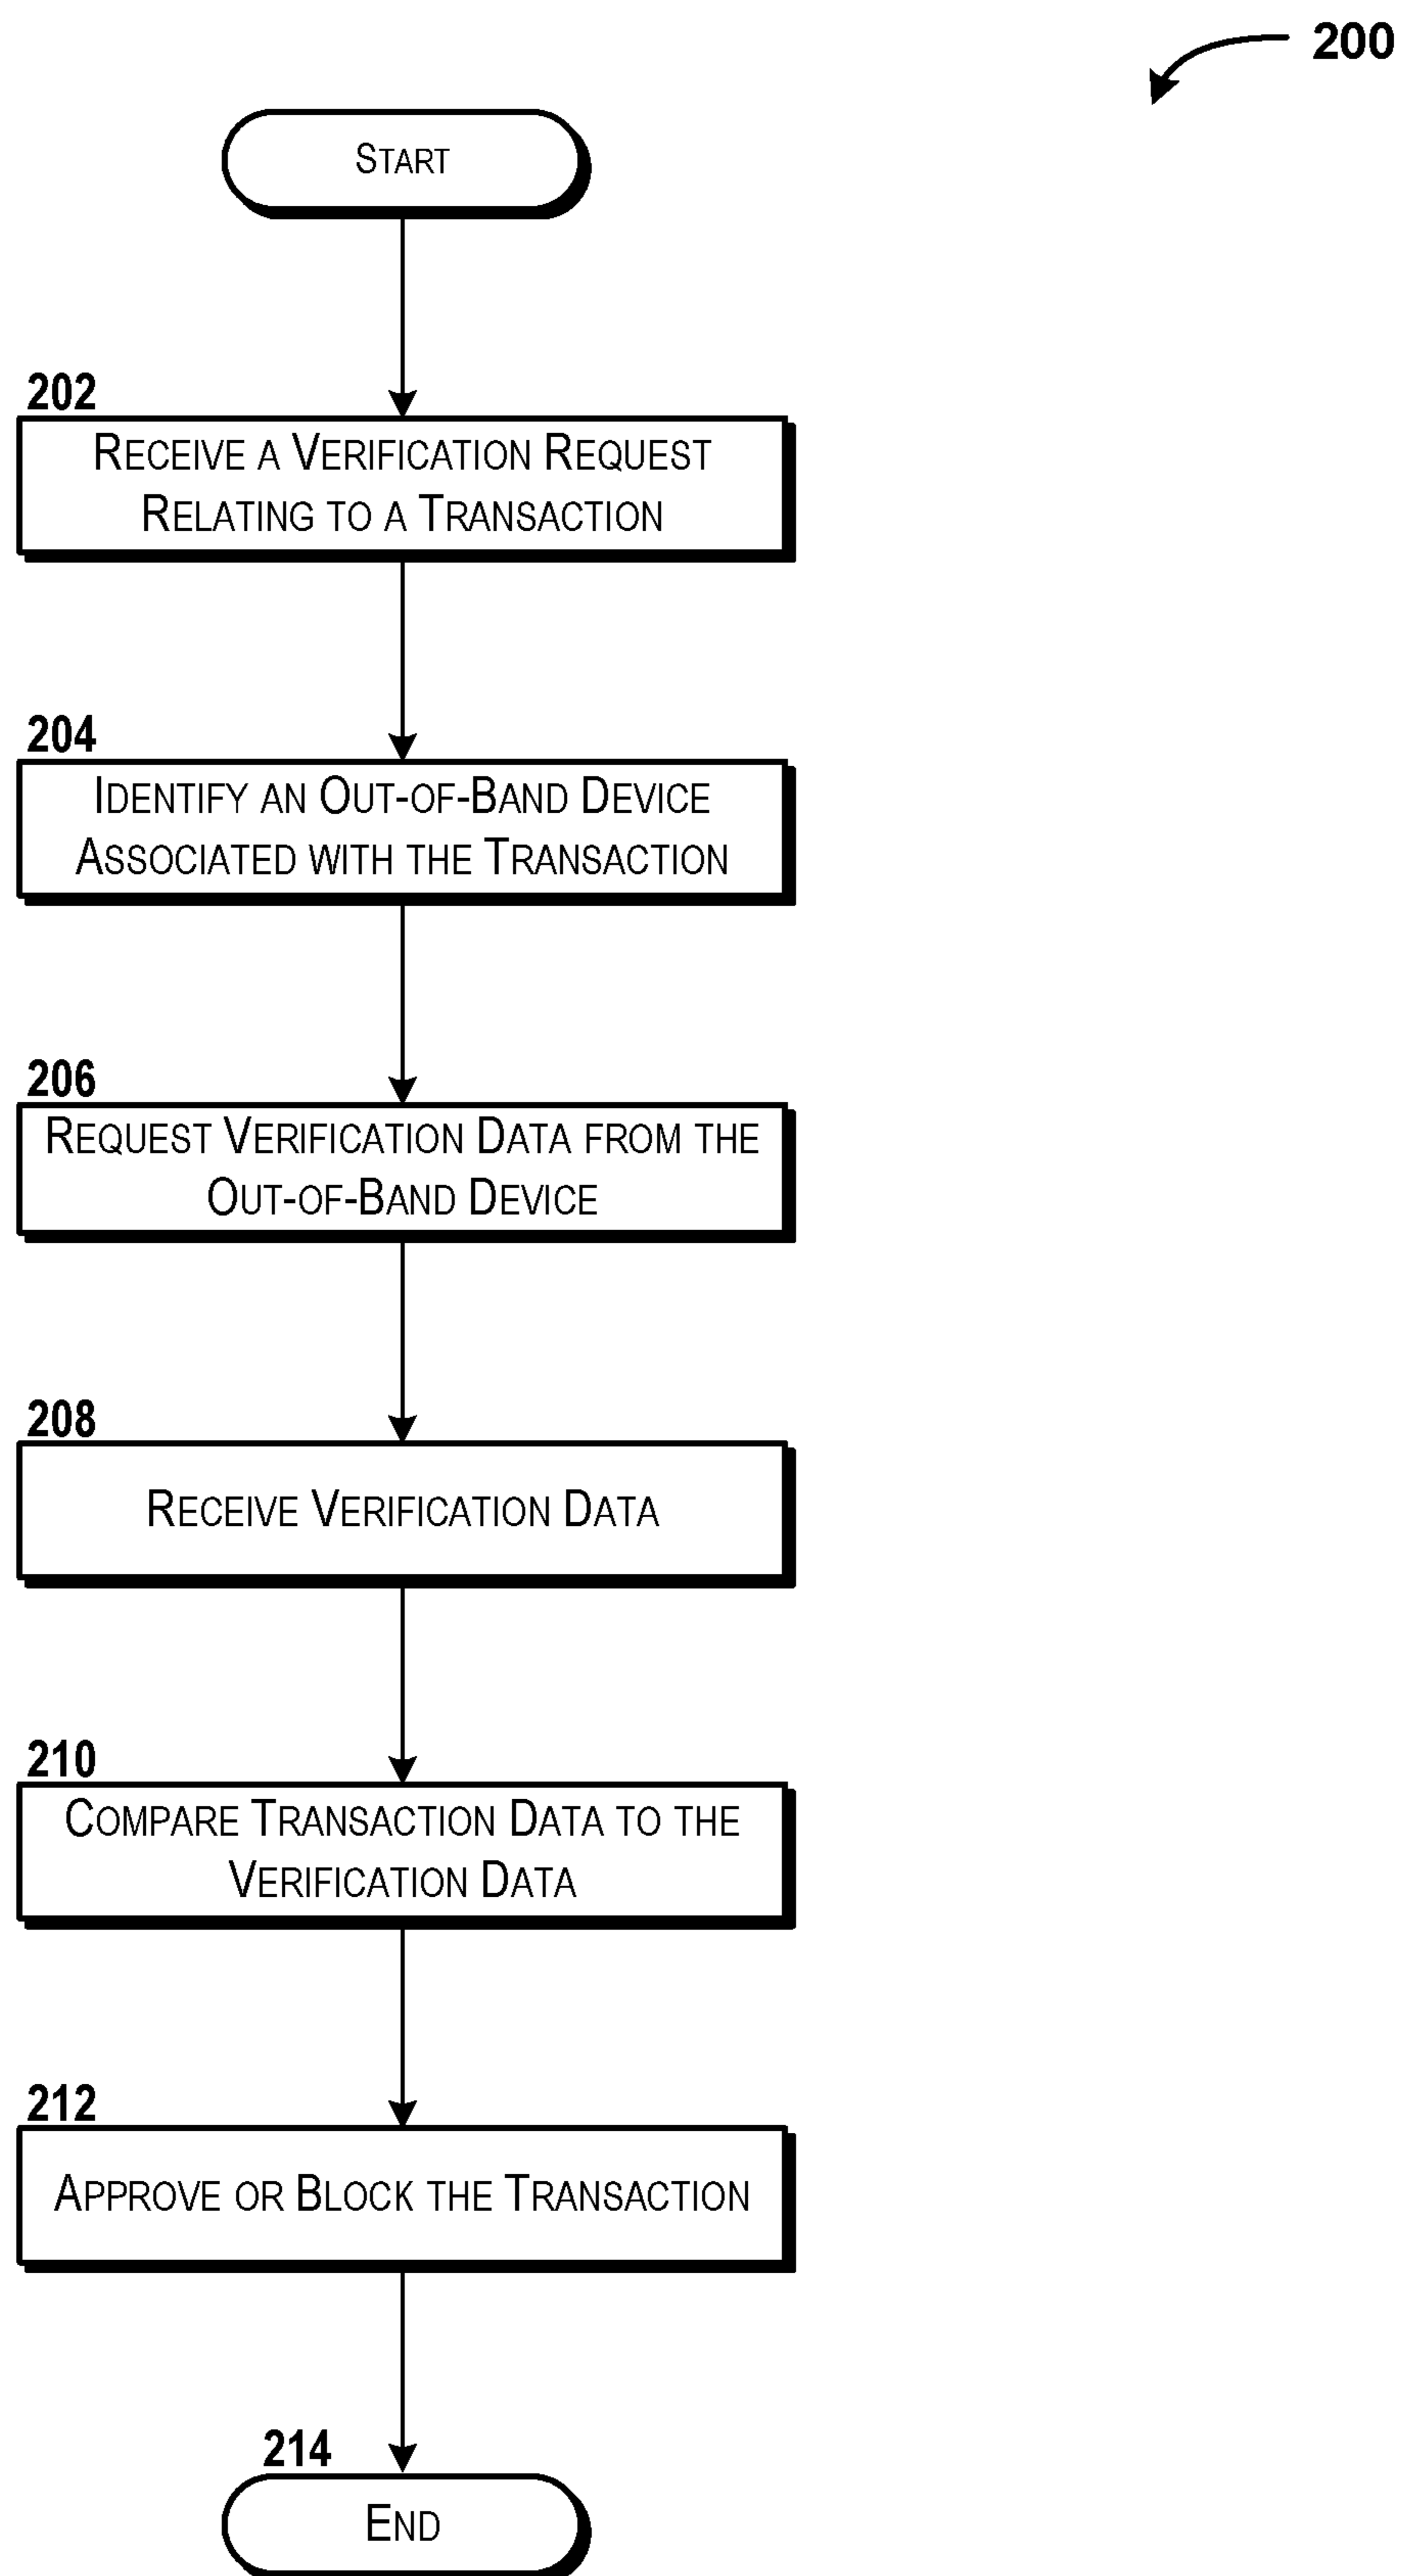 200
START
202
RECEIVE A VERIFICATION REQUEST
RELATING TO A TRANSACTION
204
IDENTIFY AN OUT-OF-BAND DEVICE
ASSOCIATED WITH THE TRANSACTION
206
REQUEST VERIFICATION DATA FROM THE
OUT-OF-BAND DEVICE
208
RECEIVE VERIFICATION DATA
210
COMPARE TRANSACTION DATA TO THE
VERIFICATION DATA
212
APPROVE OR BLOCK THE TRANSACTION
214
END